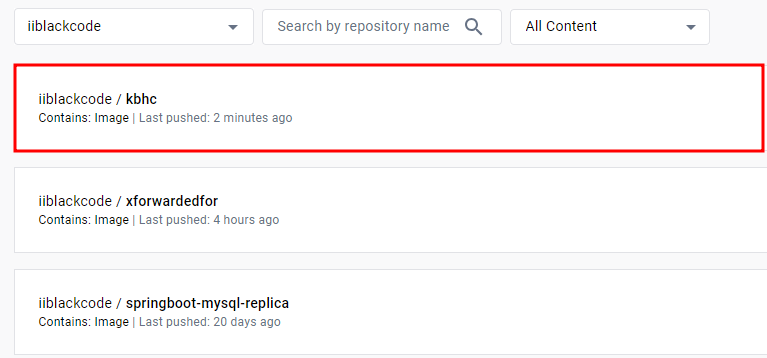 iiblackcode Search by repository name All Content
iiblackcode / kbhc
Contains: Image | Last pushed: 2 minutes ago
iiblackcode / xforwardedfor
Contains: Image | Last pushed: 4 hours ago
iiblackcode / springboot-mysql-replica
Contains: Image | Last pushed: 20 days ago